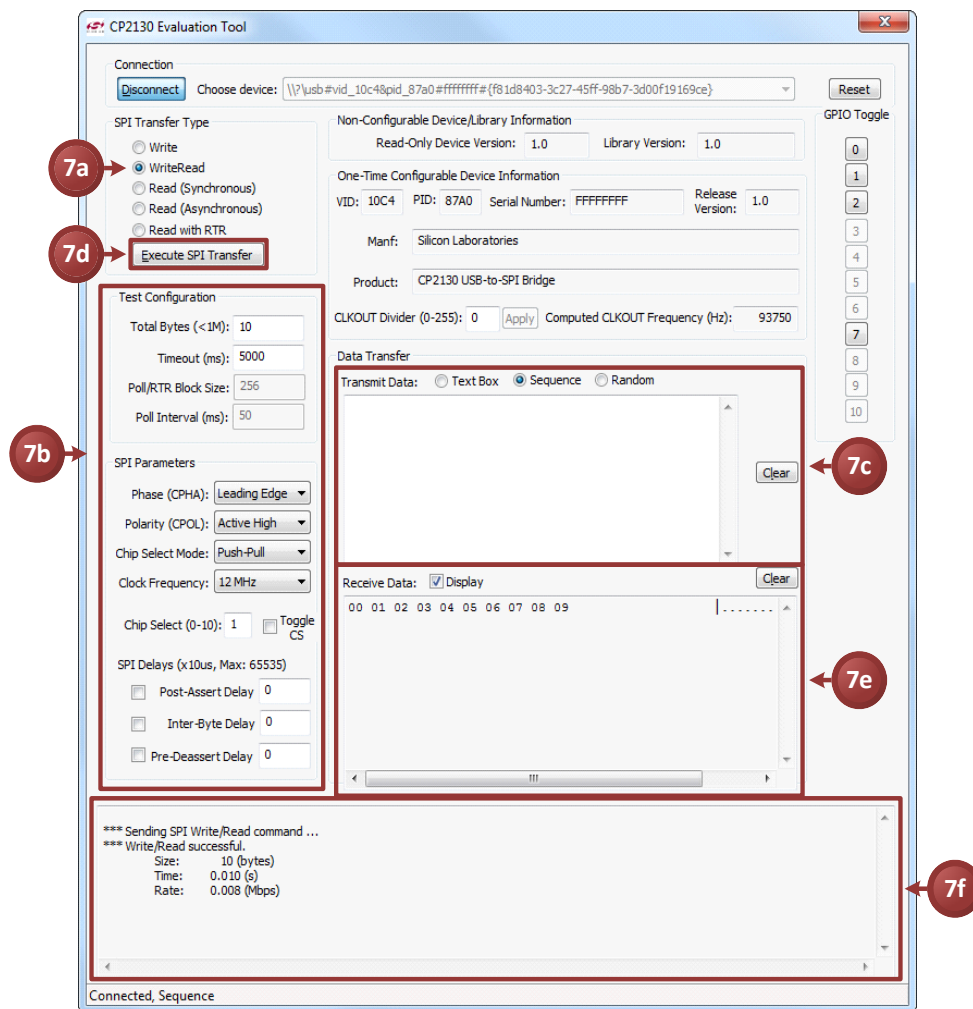 CP2130 Evaluation Tool
Connection
Disconnect Choose device: \\?\usb#vid_10c4&pid_87a0#ffffffff#{f81d8403-3c27-45ff-98b7-3d00f19169ce} Reset
SPI Transfer Type
Write
7a
WriteRead
Read (Synchronous)
Read (Asynchronous)
Read with RTR
7d
Execute SPI Transfer
Non-Configurable Device/Library Information
Read-Only Device Version: 1.0 Library Version: 1.0
One-Time Configurable Device Information
VID: 10C4 PID: 87A0 Serial Number: FFFFFFFF Release Version: 1.0
Manf: Silicon Laboratories
Product: CP2130 USB-to-SPI Bridge
CLKOUT Divider (0-255): 0 Apply Computed CLKOUT Frequency (Hz): 93750
GPIO Toggle
0
1
2
3
4
5
6
7
8
9
10
7b
Test Configuration
Total Bytes (<1M): 10
Timeout (ms): 5000
Poll/RTR Block Size: 256
Poll Interval (ms): 50
SPI Parameters
Phase (CPHA): Leading Edge
Polarity (CPOL): Active High
Chip Select Mode: Push-Pull
Clock Frequency: 12 MHz
Chip Select (0-10): 1 Toggle CS
SPI Delays (x10us, Max: 65535)
Post-Assert Delay 0
Inter-Byte Delay 0
Pre-Deassert Delay 0
Data Transfer
Transmit Data: Text Box Sequence Random
Clear
7c
Receive Data: Display Clear
00 01 02 03 04 05 06 07 08 09 |.......
7e
*** Sending SPI Write/Read command ...
*** Write/Read successful.
Size: 10 (bytes)
Time: 0.010 (s)
Rate: 0.008 (Mbps)
7f
Connected, Sequence